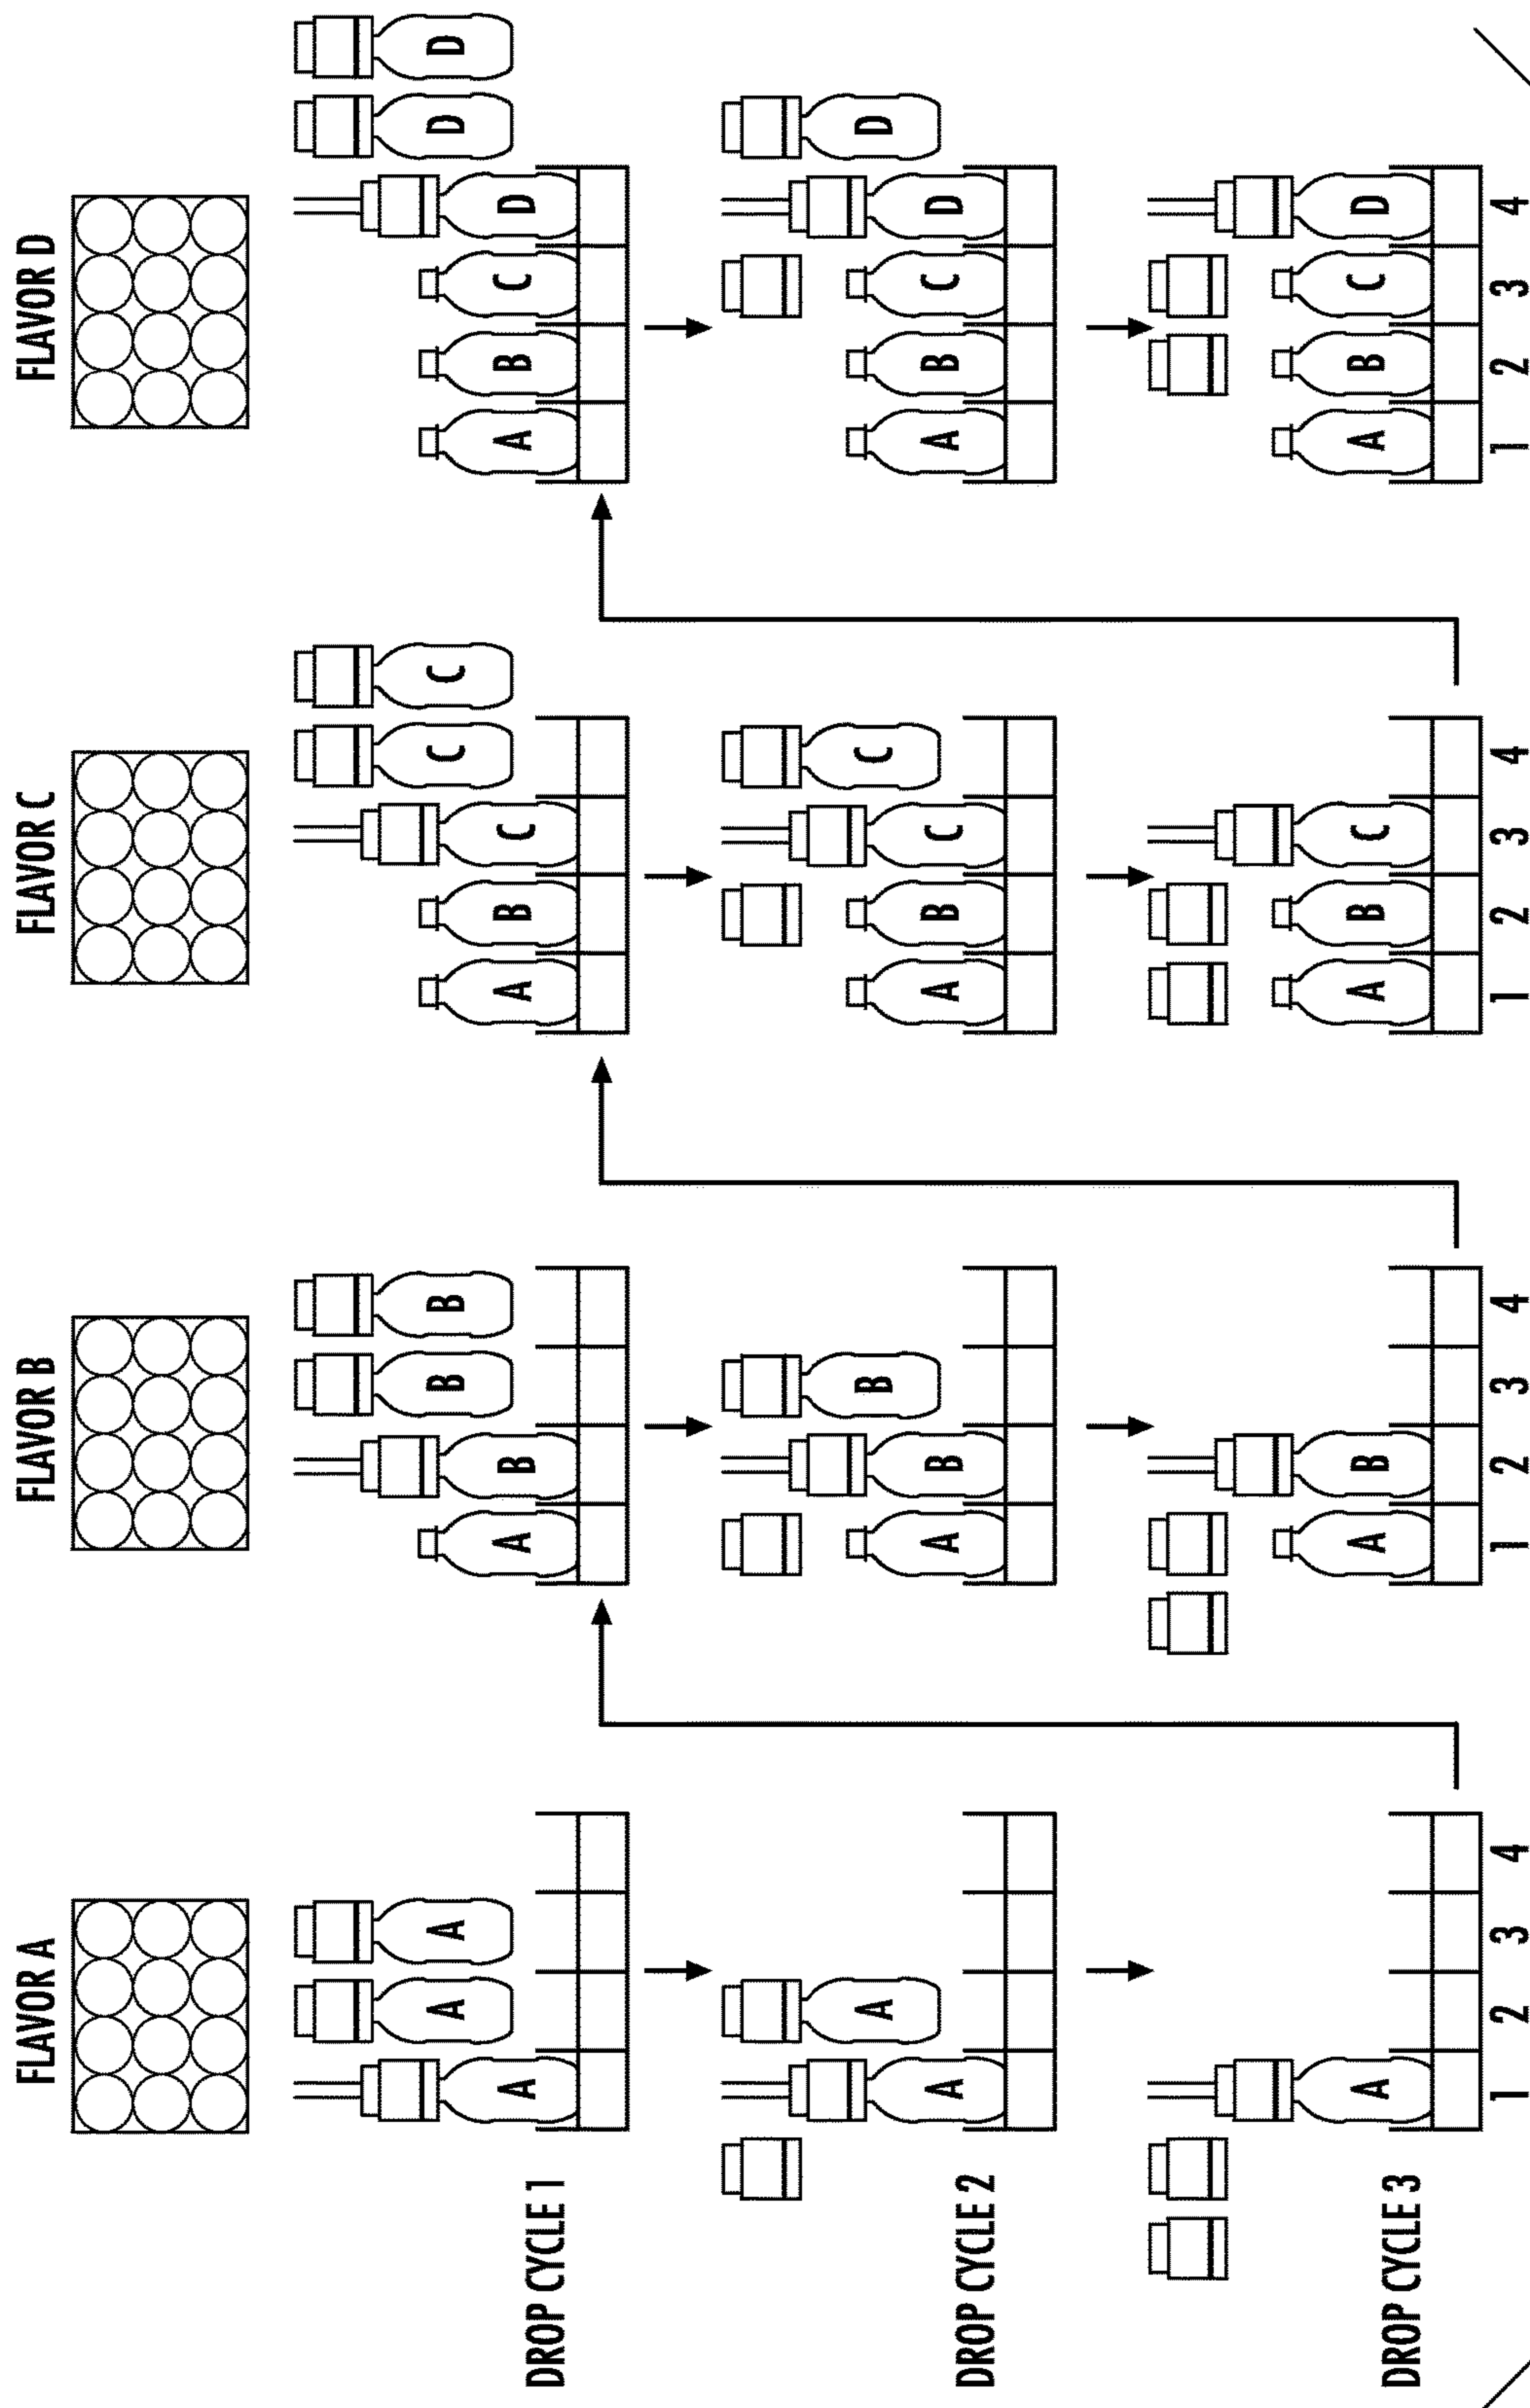 FLAVOR A FLAVOR B FLAVOR C FLAVOR D
A A B B C C D D
A A B A B C A B C D
DROP CYCLE 1
A B C D
A A B A B C A B C D
DROP CYCLE 2
A A B A B C A B C D
DROP CYCLE 3
1 2 3 4 1 2 3 4 1 2 3 4 1 2 3 4